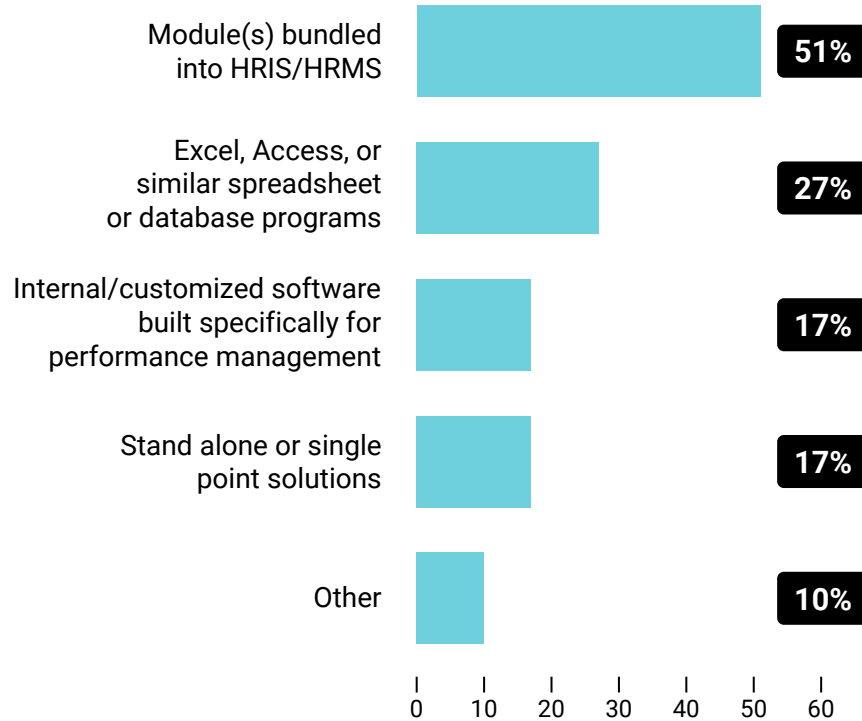 Module(s) bundled
into HRIS/HRMS
51%
Excel, Access, or
similar spreadsheet
or database programs
27%
Internal/customized software
built specifically for
performance management
17%
Stand alone or single
point solutions
17%
Other
10%
0 10 20 30 40 50 60